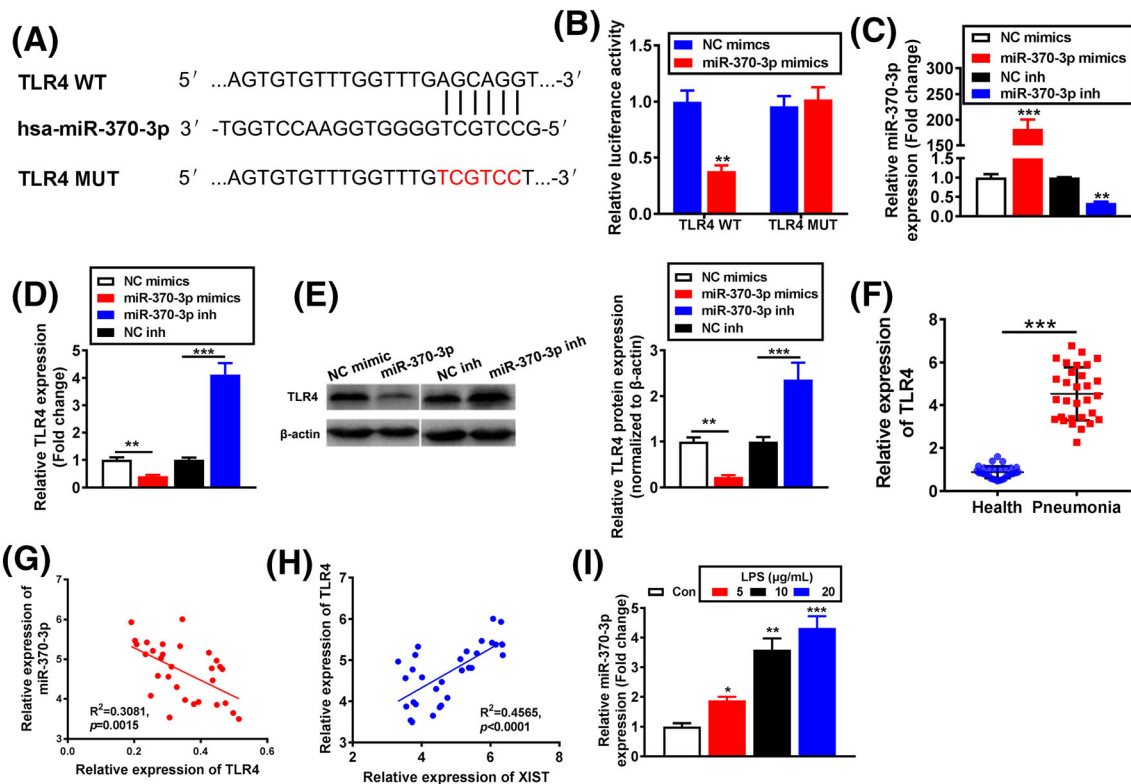 (A)
TLR4 WT 5′ ...AGTGTGTTTGGTTTGAGCAGGT...-3′
hsa-miR-370-3p 3′ -TGGTCCAAGGTGGGGTCGTCCG-5′
TLR4 MUT 5′ ...AGTGTGTTTGGTTTGTCGTCCT...-3′
(B)
NC mimcs
miR-370-3p mimics
Relative luciferance activity
1.5
1.0
0.5
0.0
**
TLR4 WT TLR4 MUT
(C)
NC mimics
miR-370-3p mimics
NC inh
miR-370-3p inh
Relative miR-370-3p
expression (Fold change)
300
250
200
150
100
1.0
0.5
0.0
***
**
(D)
NC mimics
miR-370-3p mimics
miR-370-3p inh
NC inh
Relative TLR4 expression
(Fold change)
5
4
3
2
1
0
**
***
(E)
NC mimic miR-370-3p NC inh miR-370-3p inh
TLR4
β-actin
NC mimics
miR-370-3p mimics
miR-370-3p inh
NC inh
Relative TLR4 protein expression
(normalized to β-actin)
3
2
1
0
**
***
(F)
Relative expression
of TLR4
8
6
4
2
0
***
Health Pneumonia
(G)
Relative expression of
miR-370-3p
7
6
5
4
3
R²=0.3081,
p=0.0015
0.0 0.2 0.4 0.6
Relative expression of TLR4
(H)
Relative expression of TLR4
7
6
5
4
3
R²=0.4565,
p<0.0001
2 4 6 8
Relative expression of XIST
(I)
LPS (μg/mL)
Con 5 10 20
Relative miR-370-3p
expression (Fold change)
5
4
3
2
1
0
*
**
***